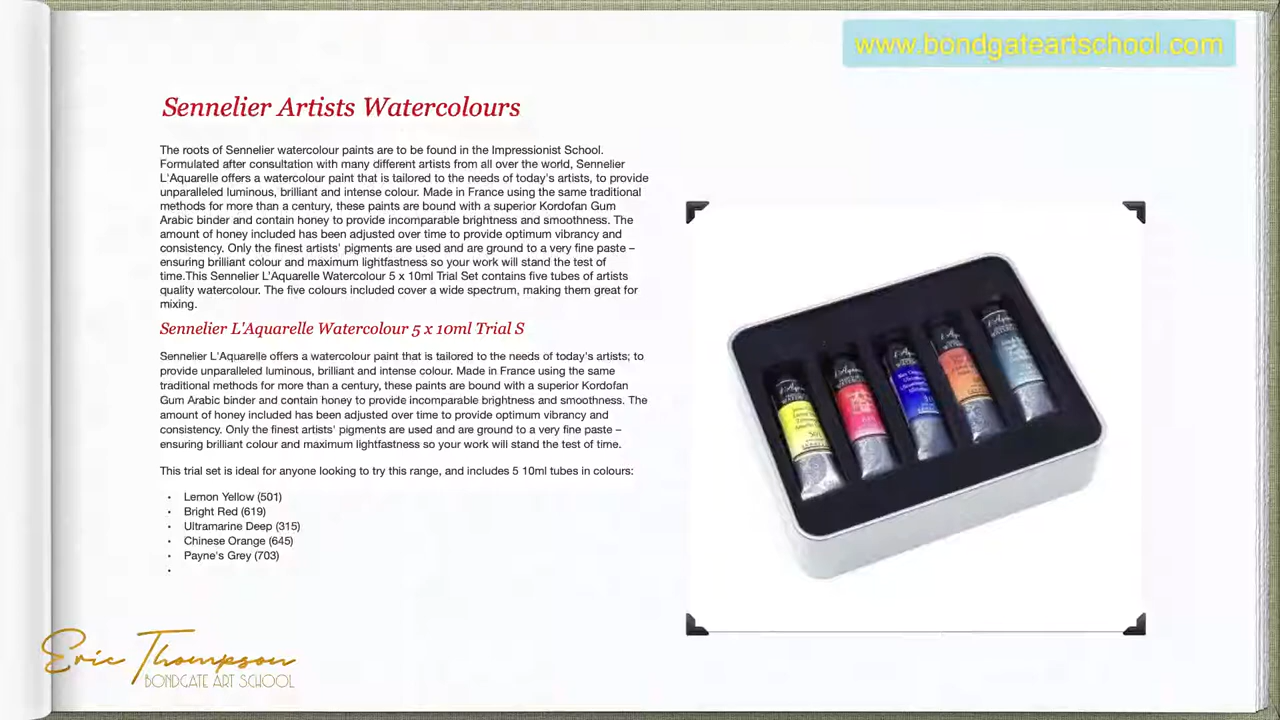 www.bondgateartschool.com
Sennelier Artists Watercolours
The roots of Sennelier watercolour paints are to be found in the Impressionist School.
Formulated after consultation with many different artists from all over the world, Sennelier
L'Aquarelle offers a watercolour paint that is tailored to the needs of today's artists, to provide
unparalleled luminous, brilliant and intense colour. Made in France using the same traditional
methods for more than a century, these paints are bound with a superior Kordofan Gum
Arabic binder and contain honey to provide incomparable brightness and smoothness. The
amount of honey included has been adjusted over time to provide optimum vibrancy and
consistency. Only the finest artists' pigments are used and are ground to a very fine paste –
ensuring brilliant colour and maximum lightfastness so your work will stand the test of
time.This Sennelier L'Aquarelle Watercolour 5 x 10ml Trial Set contains five tubes of artists
quality watercolour. The five colours included cover a wide spectrum, making them great for
mixing.
Sennelier L'Aquarelle Watercolour 5 x 10ml Trial S
Sennelier L'Aquarelle offers a watercolour paint that is tailored to the needs of today's artists; to
provide unparalleled luminous, brilliant and intense colour. Made in France using the same
traditional methods for more than a century, these paints are bound with a superior Kordofan
Gum Arabic binder and contain honey to provide incomparable brightness and smoothness. The
amount of honey included has been adjusted over time to provide optimum vibrancy and
consistency. Only the finest artists' pigments are used and are ground to a very fine paste –
ensuring brilliant colour and maximum lightfastness so your work will stand the test of time.
This trial set is ideal for anyone looking to try this range, and includes 5 10ml tubes in colours:
• Lemon Yellow (501)
• Bright Red (619)
• Ultramarine Deep (315)
• Chinese Orange (645)
• Payne's Grey (703)
•
Eric Thompson
BONDGATE ART SCHOOL